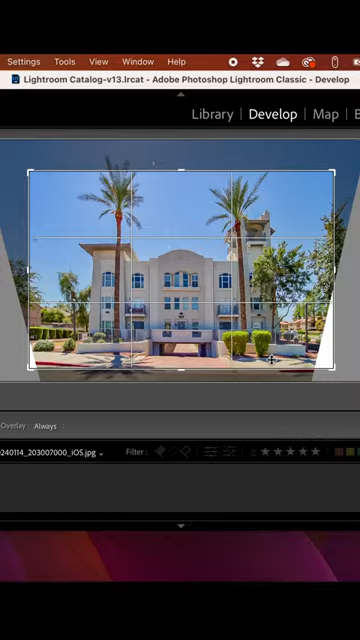 Settings Tools View Window Help
Lightroom Catalog-v13.lrcat - Adobe Photoshop Lightroom Classic - Develop
Library | Develop | Map |
Overlay : Always
0240114_203007000_iOS.jpg
Filter :